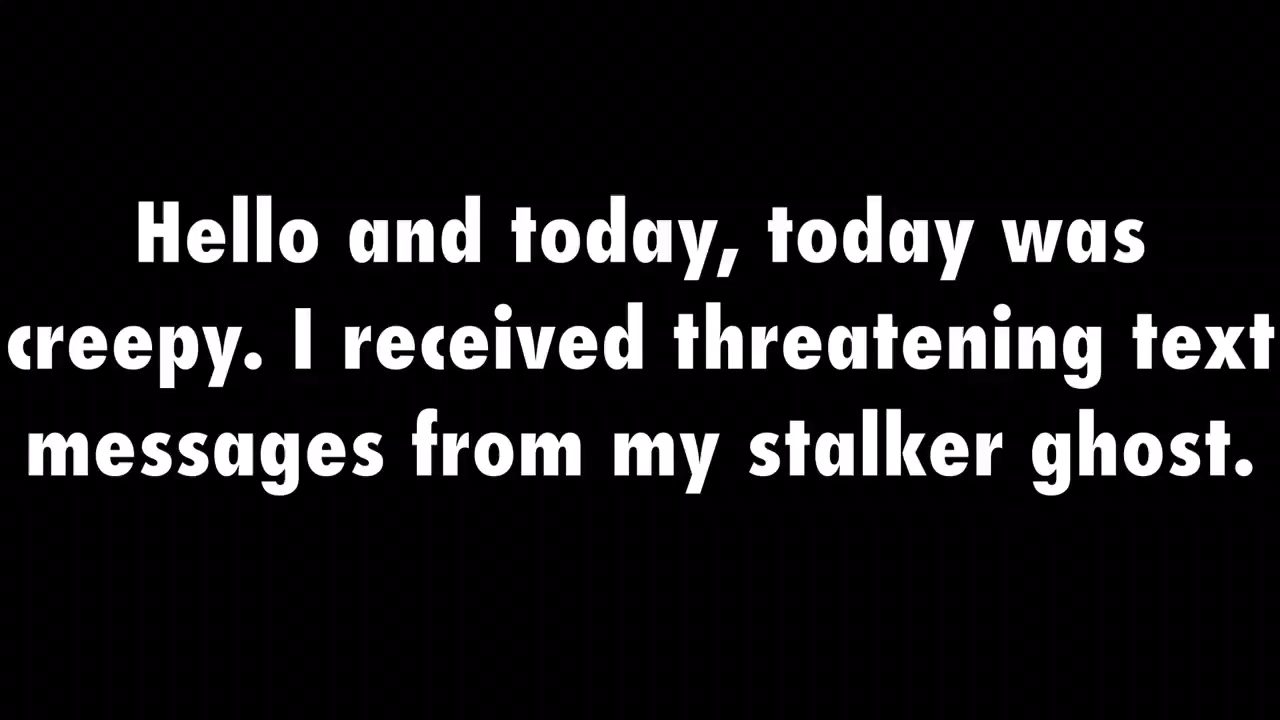 Hello and today, today was
creepy. I received threatening text
messages from my stalker ghost.